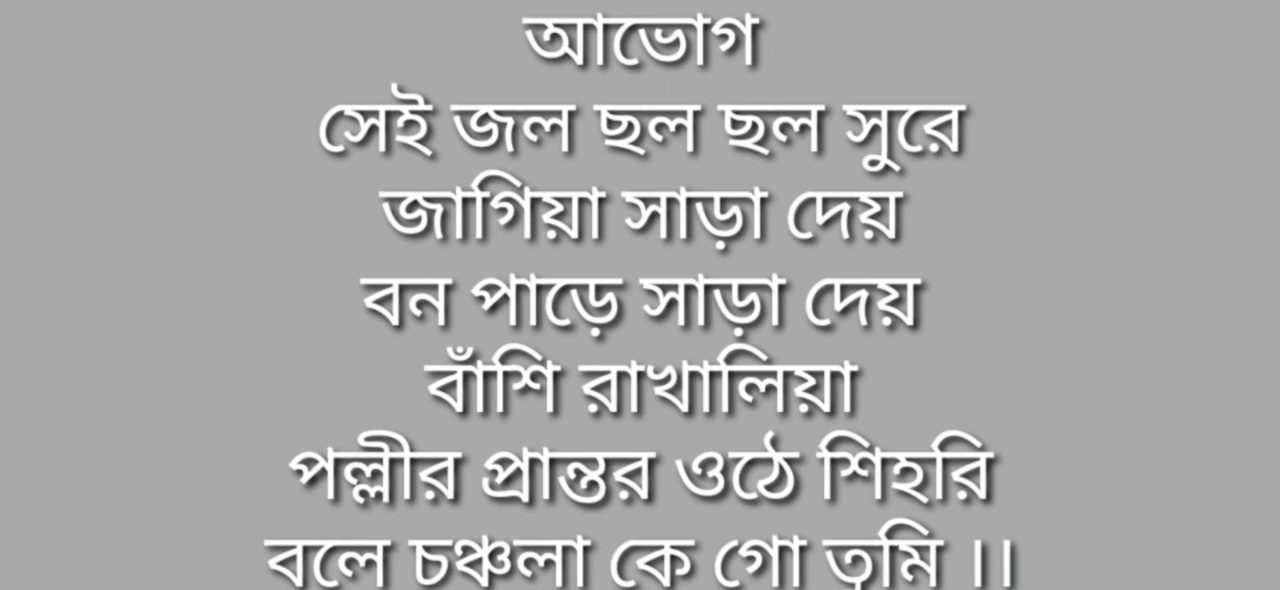 আভোগ
সেই জল ছল ছল সুরে
জাগিয়া সাড়া দেয়
বন পাড়ে সাড়া দেয়
বাঁশি রাখালিয়া
পল্লীর প্রান্তর ওঠে শিহরি
বলে চঞ্চলা কে গো তুমি ।।